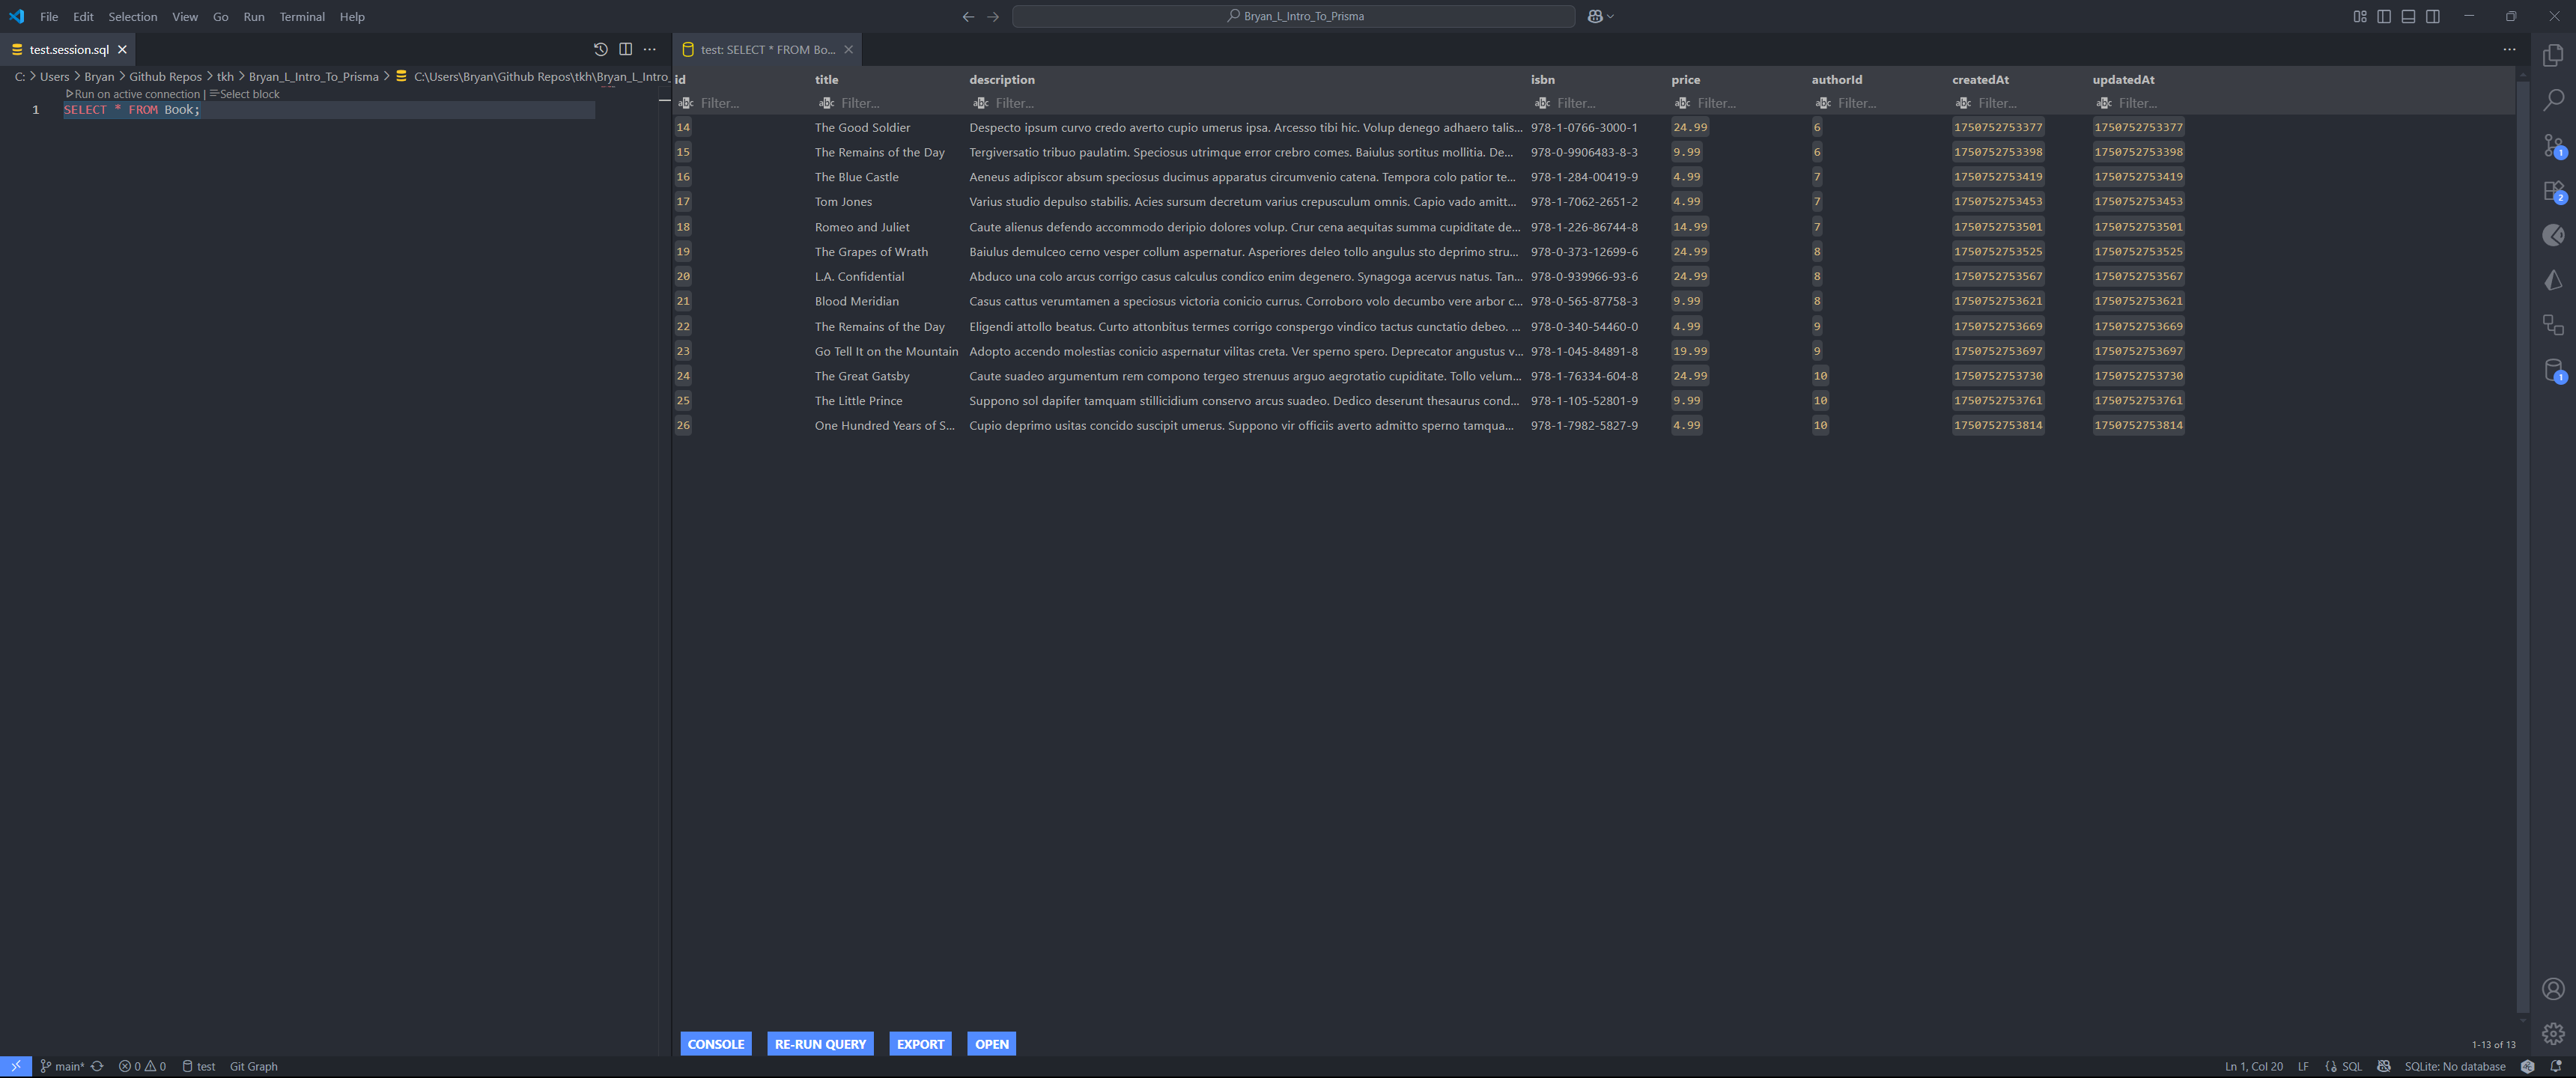 File Edit Selection View Go Run Terminal Help
Bryan_L_Intro_To_Prisma
test.session.sql
C: > Users > Bryan > Github Repos > tkh > Bryan_L_Intro_To_Prisma > C:\Users\Bryan\Github Repos\tkh\Bryan_L_Intro_
Run on active connection | Select block
1 SELECT * FROM Book;
test: SELECT * FROM Bo...
id title description isbn price authorId createdAt updatedAt
Filter... Filter... Filter... Filter... Filter... Filter... Filter... Filter...
14 The Good Soldier Despecto ipsum curvo credo averto cupio umerus ipsa. Arcesso tibi hic. Volup denego adhaero talis... 978-1-0766-3000-1 24.99 6 1750752753377 1750752753377
15 The Remains of the Day Tergiversatio tribuo paulatim. Speciosus utrimque error crebro comes. Baiulus sortitus mollitia. De... 978-0-9906483-8-3 9.99 6 1750752753398 1750752753398
16 The Blue Castle Aeneus adipiscor absum speciosus ducimus apparatus circumvenio catena. Tempora colo patior te... 978-1-284-00419-9 4.99 7 1750752753419 1750752753419
17 Tom Jones Varius studio depulso stabilis. Acies sursum decretum varius crepusculum omnis. Capio vado amitt... 978-1-7062-2651-2 4.99 7 1750752753453 1750752753453
18 Romeo and Juliet Caute alienus defendo accommodo deripio dolores volup. Crur cena aequitas summa cupiditate de... 978-1-226-86744-8 14.99 7 1750752753501 1750752753501
19 The Grapes of Wrath Baiulus demulceo cerno vesper collum aspernatur. Asperiores deleo tollo angulus sto deprimo stru... 978-0-373-12699-6 24.99 8 1750752753525 1750752753525
20 L.A. Confidential Abduco una colo arcus corrigo casus calculus condico enim degenero. Synagoga acervus natus. Tan... 978-0-939966-93-6 24.99 8 1750752753567 1750752753567
21 Blood Meridian Casus cattus verumtamen a speciosus victoria conicio currus. Corroboro volo decumbo vere arbor c... 978-0-565-87758-3 9.99 8 1750752753621 1750752753621
22 The Remains of the Day Eligendi attollo beatus. Curto attonbitus termes corrigo conspergo vindico tactus cunctatio debeo. ... 978-0-340-54460-0 4.99 9 1750752753669 1750752753669
23 Go Tell It on the Mountain Adopto accendo molestias conicio aspernatur vilitas creta. Ver sperno spero. Deprecator angustus v... 978-1-045-84891-8 19.99 9 1750752753697 1750752753697
24 The Great Gatsby Caute suadeo argumentum rem compono tergeo strenuus arguo aegrotatio cupiditate. Tollo velum... 978-1-76334-604-8 24.99 10 1750752753730 1750752753730
25 The Little Prince Suppono sol dapifer tamquam stillicidium conservo arcus suadeo. Dedico deserunt thesaurus cond... 978-1-105-52801-9 9.99 10 1750752753761 1750752753761
26 One Hundred Years of S... Cupio deprimo usitas concido suscipit umerus. Suppono vir officiis averto admitto sperno tamqua... 978-1-7982-5827-9 4.99 10 1750752753814 1750752753814
1
2
1
CONSOLE RE-RUN QUERY EXPORT OPEN
1-13 of 13
main* 0 0 test Git Graph
Ln 1, Col 20 LF SQL SQLite: No database